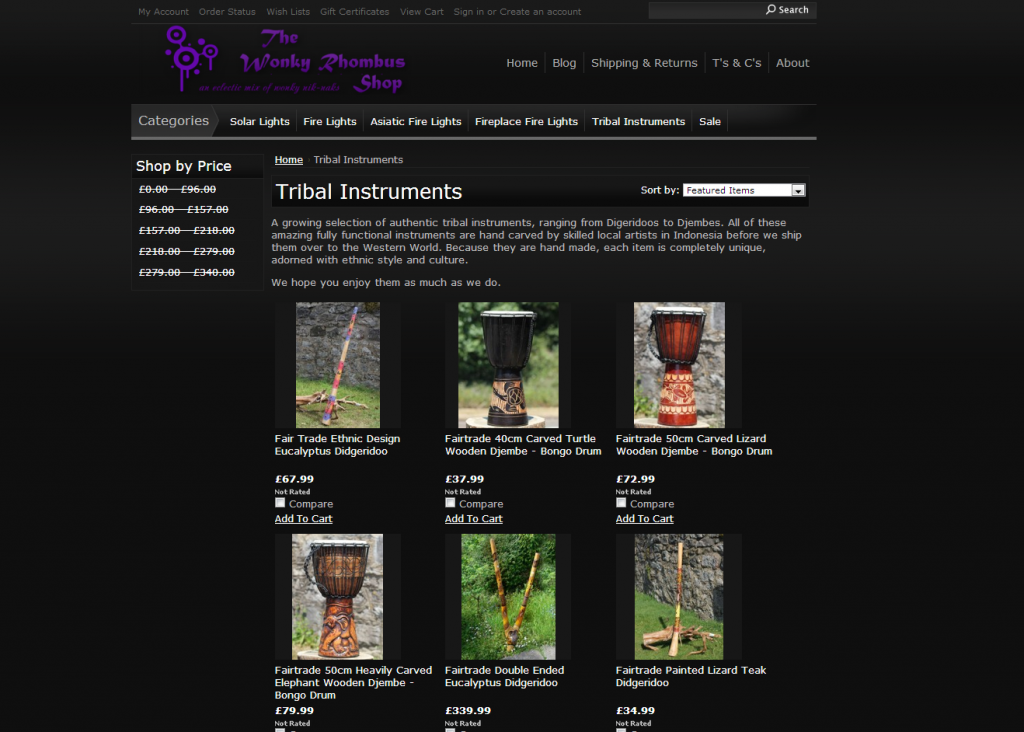 My Account Order Status Wish Lists Gift Certificates View Cart Sign in or Create an account
Search
The
Wonky Rhombus
Shop
an eclectic mix of wonky nik-naks
Home Blog Shipping & Returns T's & C's About
Categories Solar Lights Fire Lights Asiatic Fire Lights Fireplace Fire Lights Tribal Instruments Sale
Shop by Price
£0.00 - £96.00
£96.00 - £157.00
£157.00 - £218.00
£218.00 - £279.00
£279.00 - £340.00
Home Tribal Instruments
Tribal Instruments
Sort by: Featured Items
A growing selection of authentic tribal instruments, ranging from Digeridoos to Djembes. All of these
amazing fully functional instruments are hand carved by skilled local artists in Indonesia before we ship
them over to the Western World. Because they are hand made, each item is completely unique,
adorned with ethnic style and culture.
We hope you enjoy them as much as we do.
Fair Trade Ethnic Design
Eucalyptus Didgeridoo
£67.99
Not Rated
Compare
Add To Cart
Fairtrade 40cm Carved Turtle
Wooden Djembe - Bongo Drum
£37.99
Not Rated
Compare
Add To Cart
Fairtrade 50cm Carved Lizard
Wooden Djembe - Bongo Drum
£72.99
Not Rated
Compare
Add To Cart
Fairtrade 50cm Heavily Carved
Elephant Wooden Djembe -
Bongo Drum
£79.99
Not Rated
Fairtrade Double Ended
Eucalyptus Didgeridoo
£339.99
Not Rated
Fairtrade Painted Lizard Teak
Didgeridoo
£34.99
Not Rated